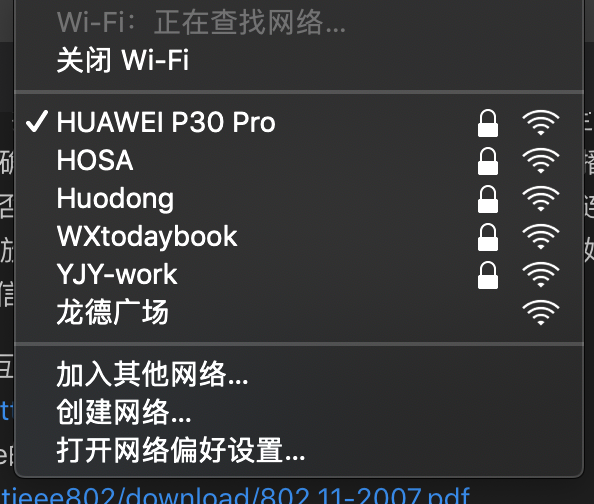 Wi-Fi：正在查找网络...
关闭 Wi-Fi
✓ HUAWEI P30 Pro
HOSA
Huodong
WXtodaybook
YJY-work
龙德广场
加入其他网络...
创建网络...
打开网络偏好设置...
tieee802/download/802.11-2007.pdf